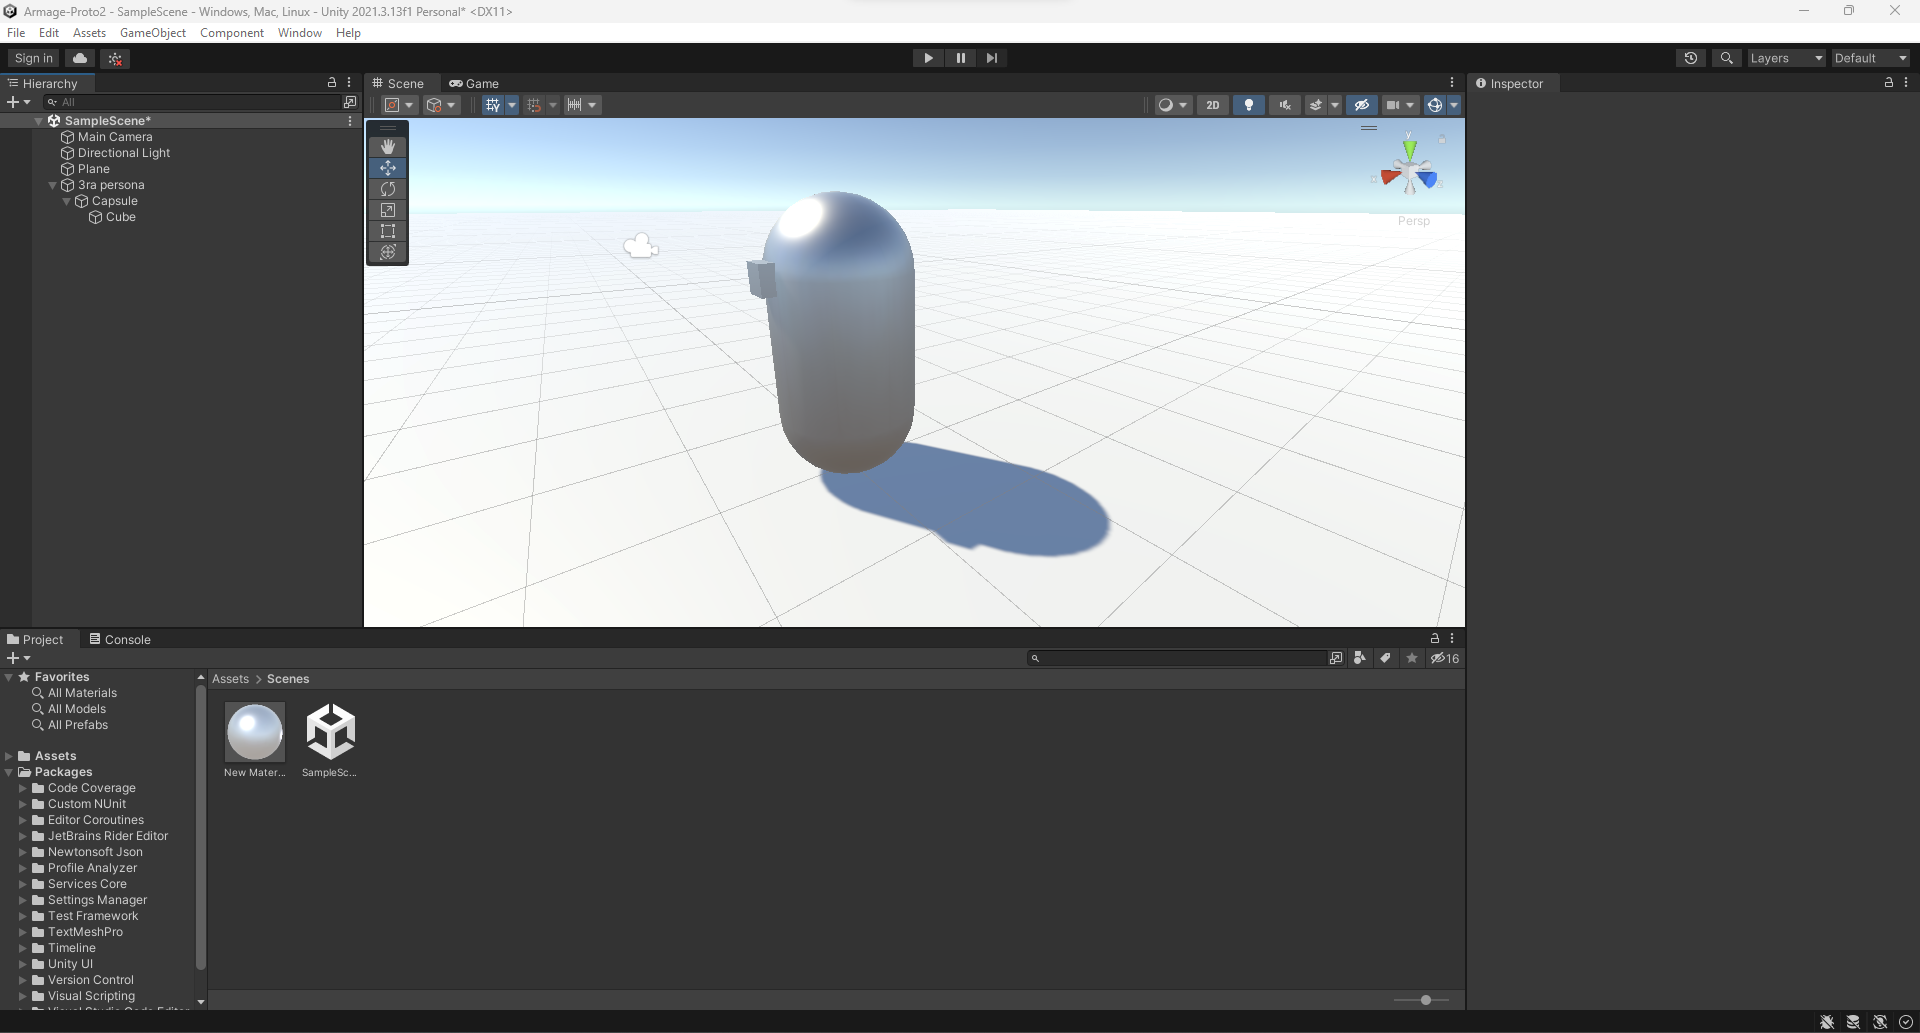 Armage-Proto2 - SampleScene - Windows, Mac, Linux - Unity 2021.3.13f1 Personal* <DX11>
File Edit Assets GameObject Component Window Help
Sign in
Layers
Default
Hierarchy
All
SampleScene*
Main Camera
Directional Light
Plane
3ra persona
Capsule
Cube
Scene
Game
2D
y
Persp
Inspector
Project
Console
16
Favorites
All Materials
All Models
All Prefabs
Assets
Packages
Code Coverage
Custom NUnit
Editor Coroutines
JetBrains Rider Editor
Newtonsoft Json
Profile Analyzer
Services Core
Settings Manager
Test Framework
TextMeshPro
Timeline
Unity UI
Version Control
Visual Scripting
Visual Studio Code Editor
Assets > Scenes
New Mater...
SampleSc...